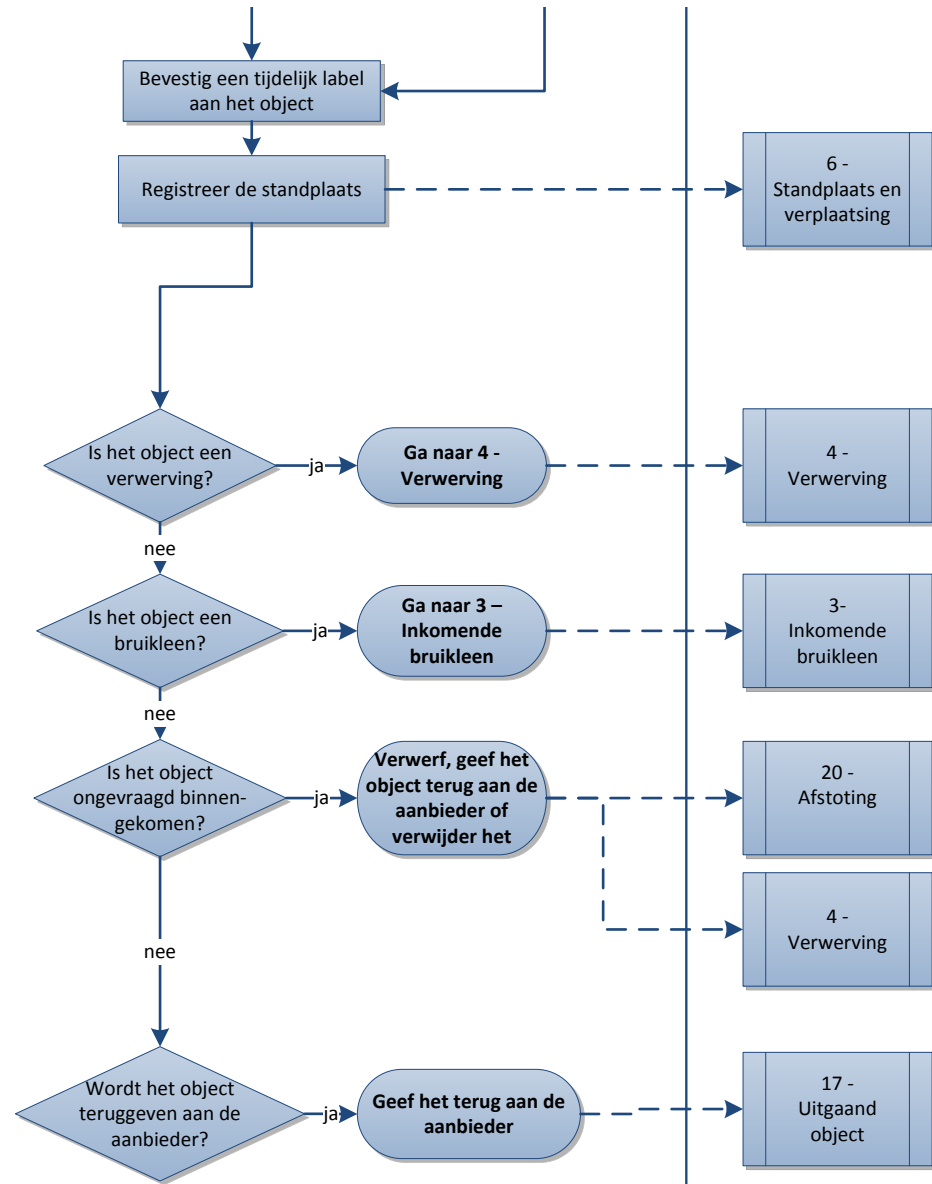 Bevestig een tijdelijk label
aan het object
Registreer de standplaats
6 -
Standplaats en
verplaatsing
Is het object een
verwerving?
ja
Ga naar 4 -
Verwerving
4 -
Verwerving
nee
Is het object een
bruikleen?
ja
Ga naar 3 –
Inkomende
bruikleen
3-
Inkomende
bruikleen
nee
Is het object
ongevraagd binnen-
gekomen?
ja
Verwerf, geef het
object terug aan de
aanbieder of
verwijder het
20 -
Afstoting
4 -
Verwerving
nee
Wordt het object
teruggeven aan de
aanbieder?
ja
Geef het terug aan de
aanbieder
17 -
Uitgaand
object